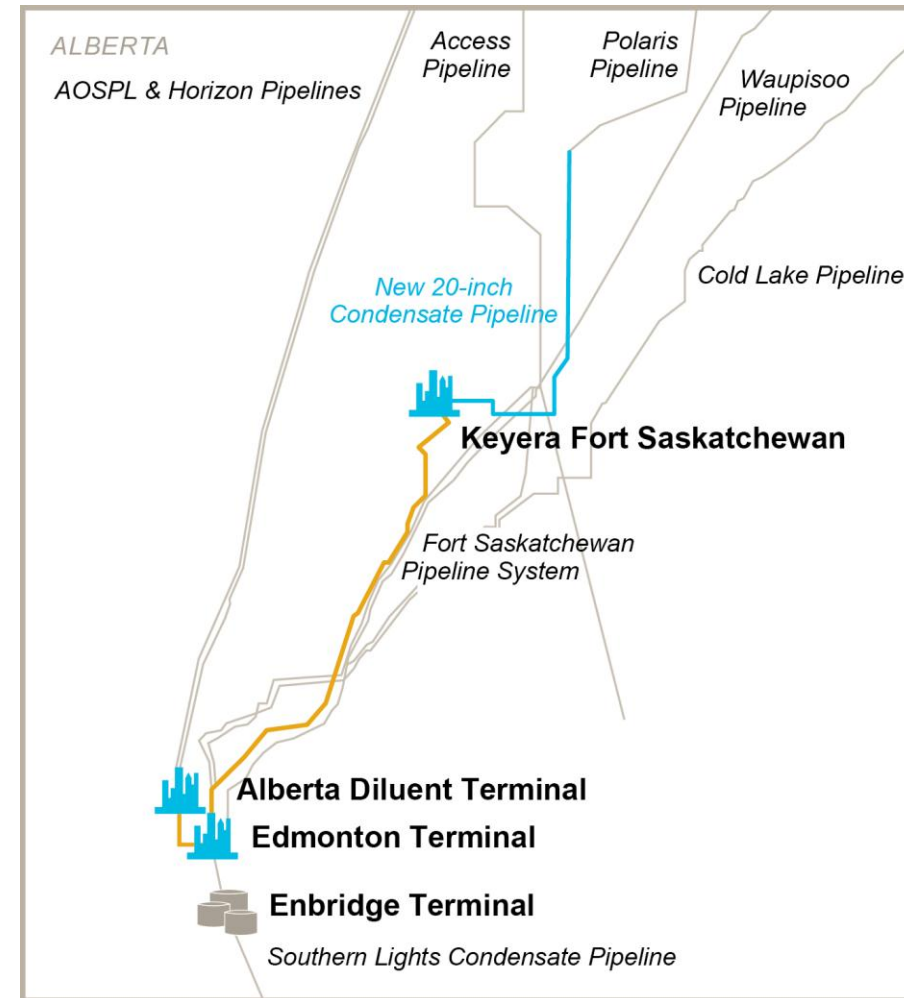 ALBERTA
AOSPL & Horizon Pipelines
Access
Pipeline
Polaris
Pipeline
Waupisoo
Pipeline
Cold Lake Pipeline
New 20-inch
Condensate Pipeline
Keyera Fort Saskatchewan
Fort Saskatchewan
Pipeline System
Alberta Diluent Terminal
Edmonton Terminal
Enbridge Terminal
Southern Lights Condensate Pipeline